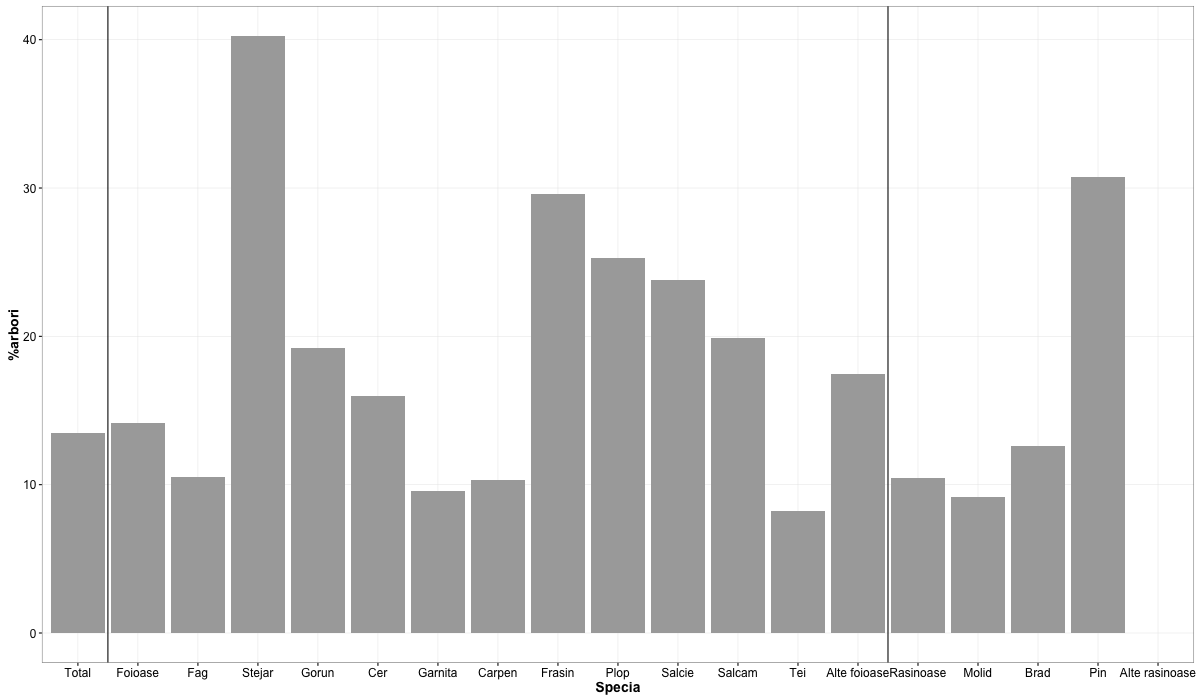 %arbori
40
30
20
10
0
Total Foioase Fag Stejar Gorun Cer Garnita Carpen Frasin Plop Salcie Salcam Tei Alte foioase Rasinoase Molid Brad Pin Alte rasinoase
Specia